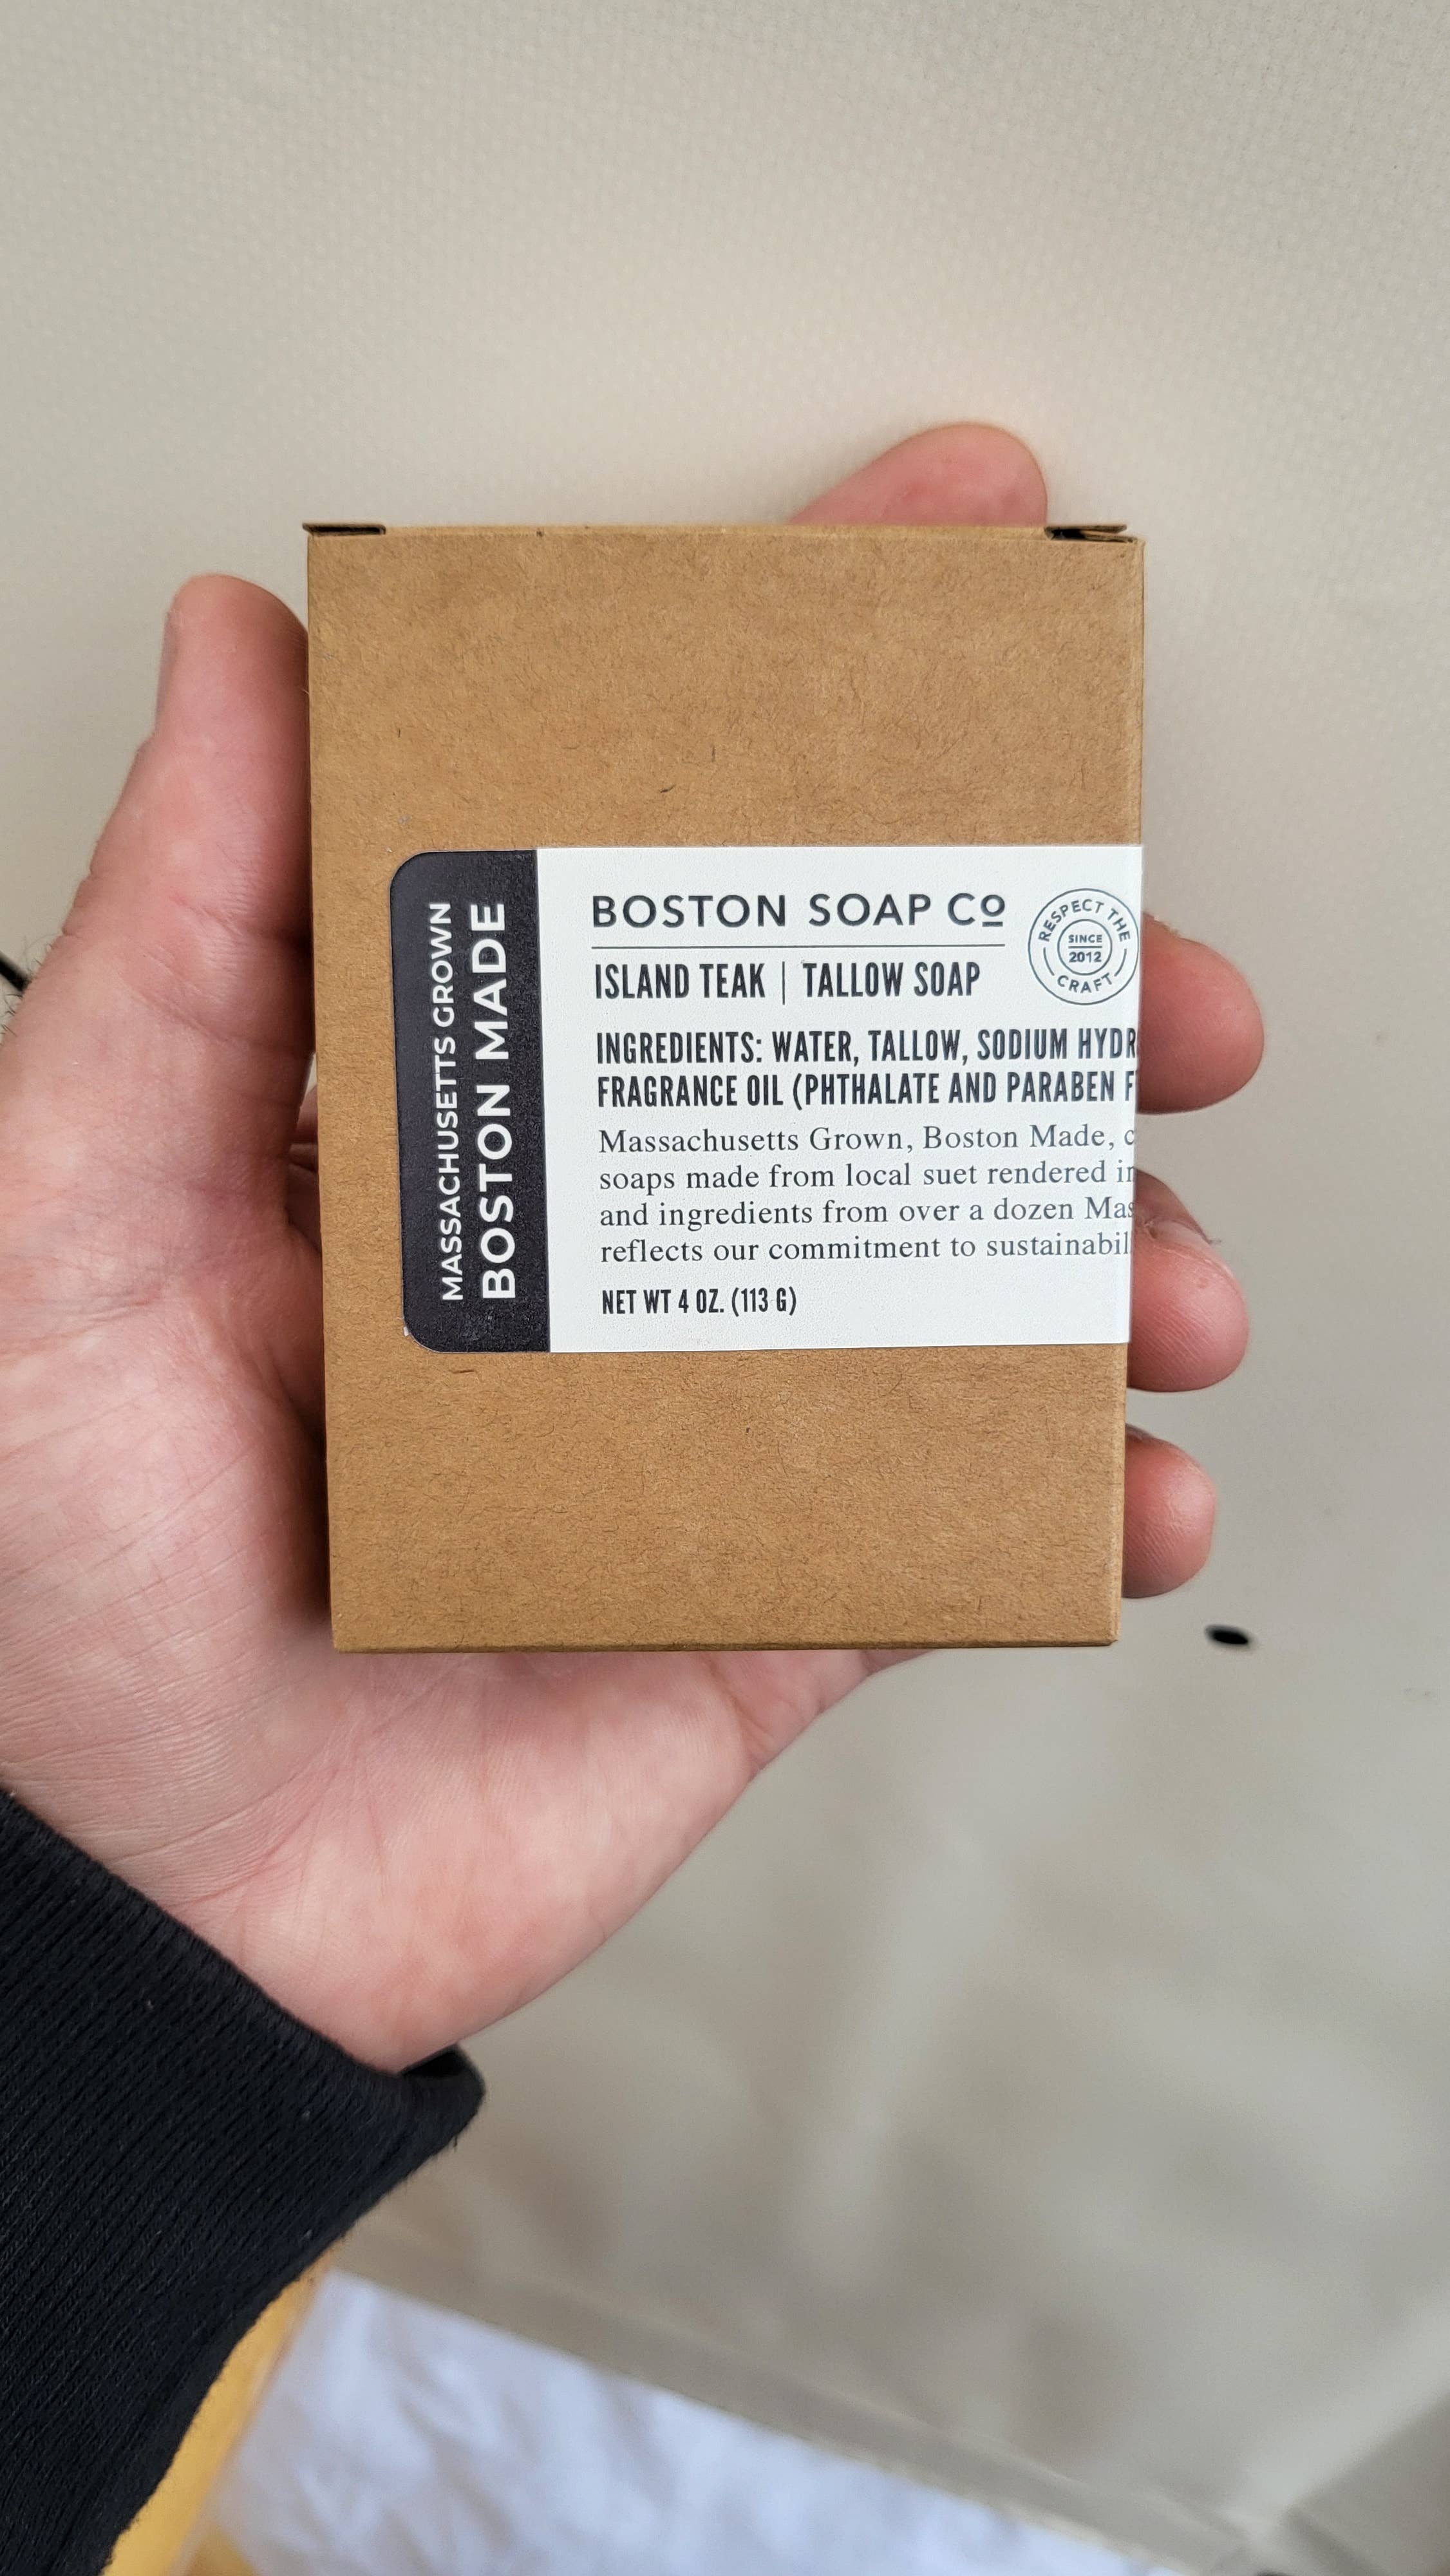 MASSACHUSETTS GROWN
BOSTON MADE
BOSTON SOAP Co
RESPECT THE
SINCE
2012
CRAFT
ISLAND TEAK | TALLOW SOAP
INGREDIENTS: WATER, TALLOW, SODIUM
FRAGRANCE OIL (PHTHALATE AND PARABEN
Massachusetts Grown, Boston Made,
soaps made from local suet rendered
and ingredients from over a dozen
reflects our commitment to
NET WT 4 OZ. (113 G)